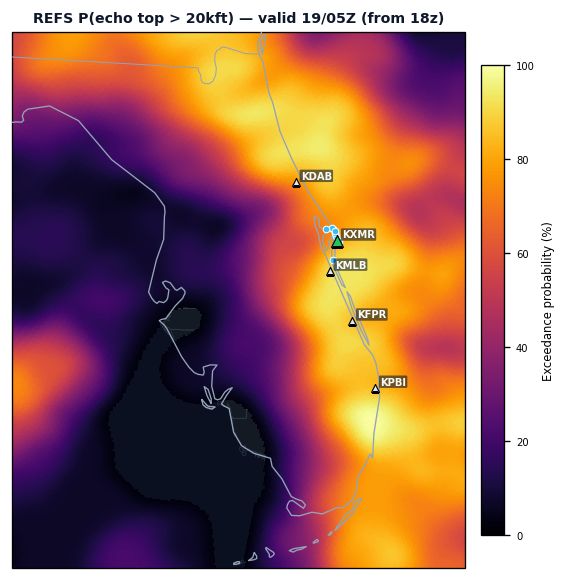 REFS P(echo top > 20kft) — valid 19/05Z (from 18z)
KDAB
KXMR
KMLB
KFPR
KPBI
100
80
60
40
20
0
Exceedance probability (%)